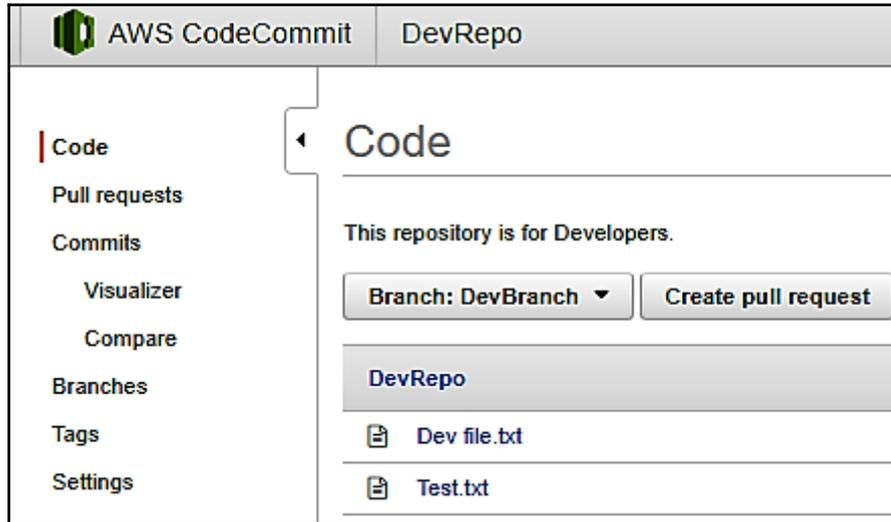 AWS CodeCommit DevRepo
Code
Pull requests
Commits
Visualizer
Compare
Branches
Tags
Settings
Code
This repository is for Developers.
Branch: DevBranch Create pull request
DevRepo
Dev file.txt
Test.txt